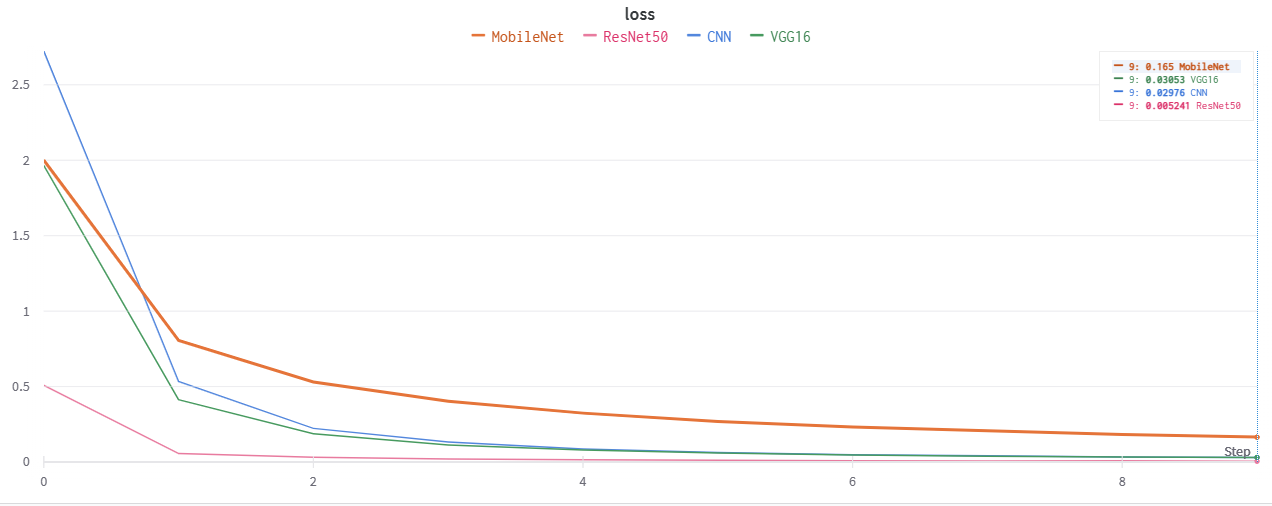 loss
MobileNet ResNet50 CNN VGG16
9: 0.165 MobileNet
9: 0.03053 VGG16
9: 0.02976 CNN
9: 0.005241 ResNet50
2.5
2
1.5
1
0.5
0
Step
0 2 4 6 8